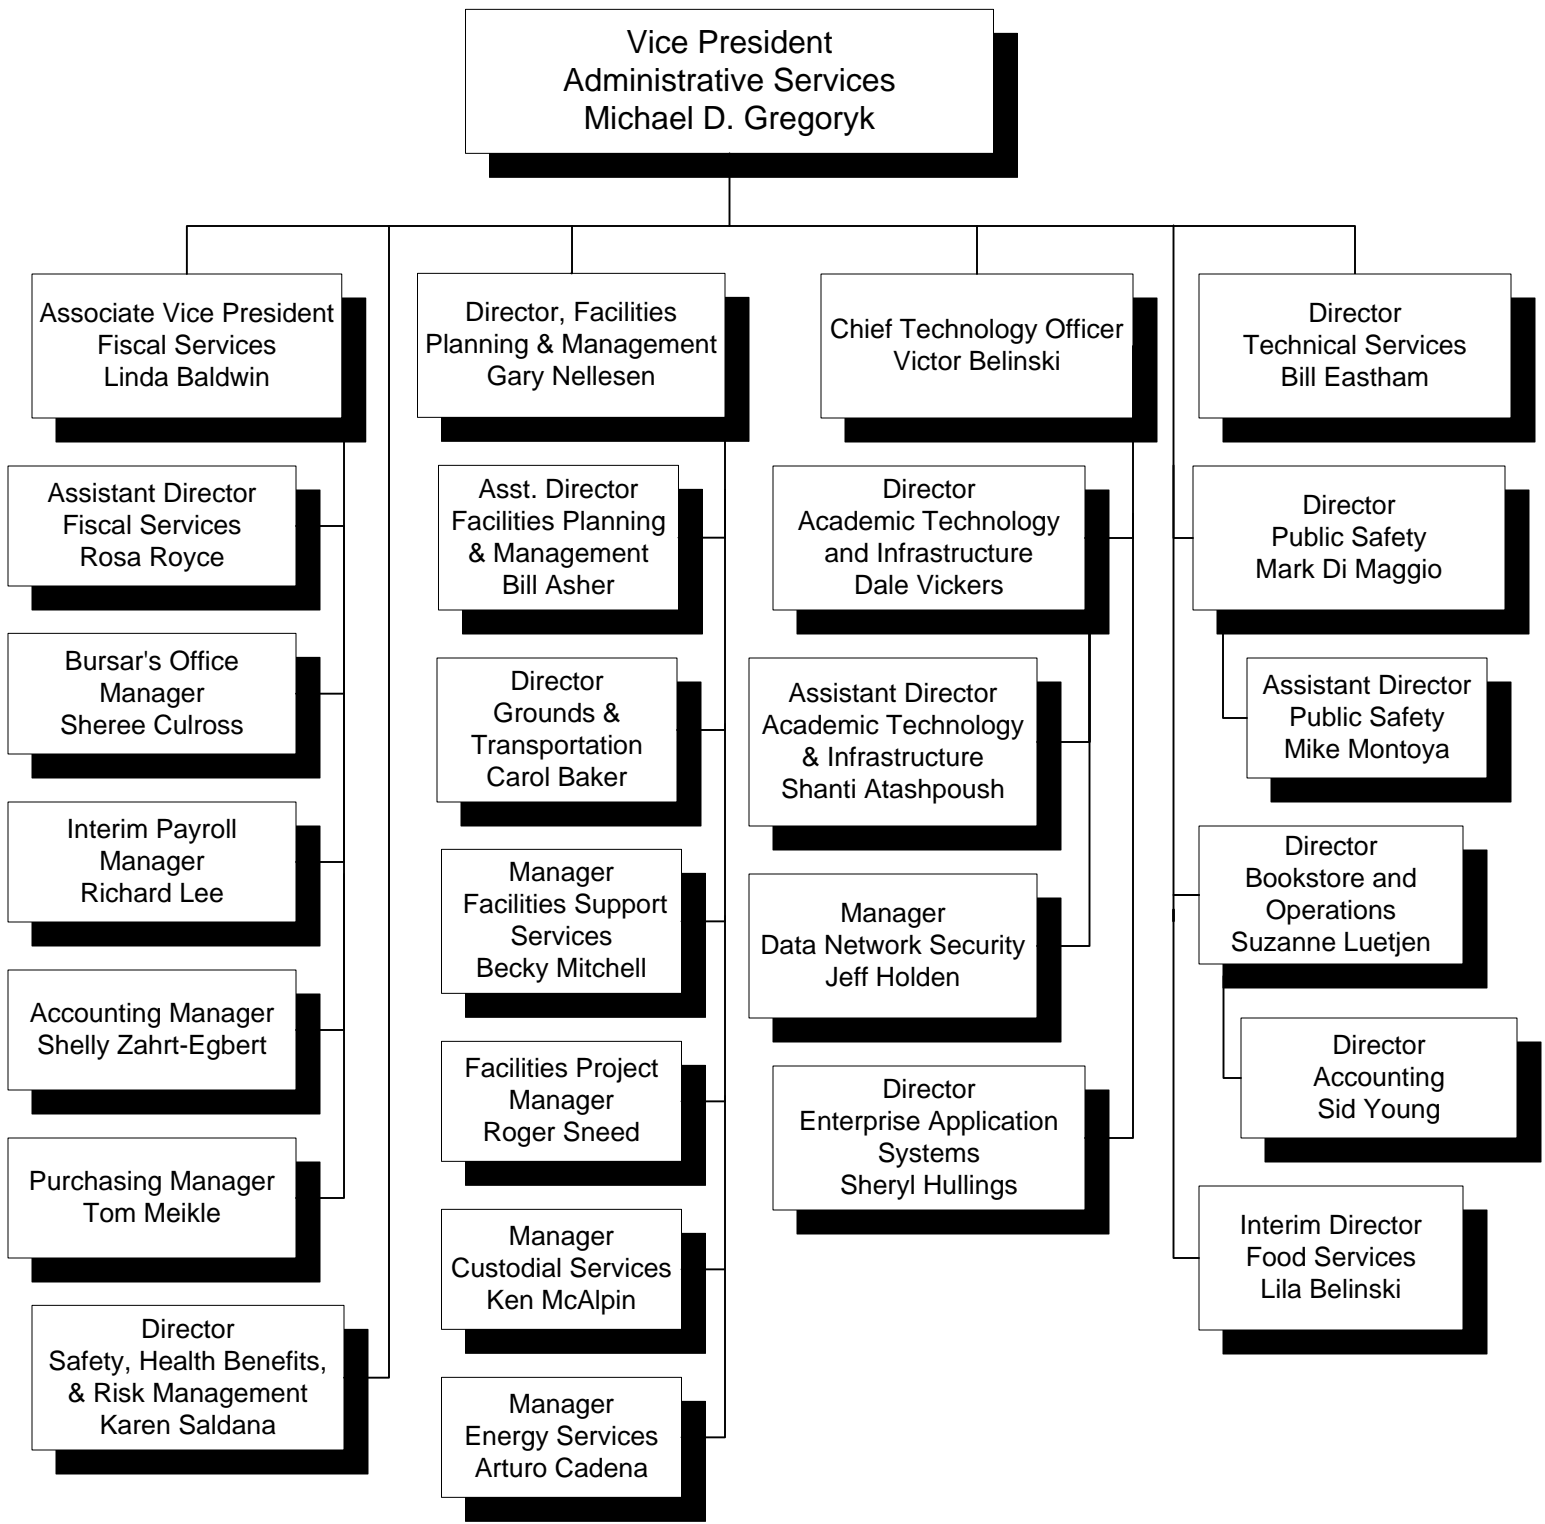 Vice President
Administrative Services
Michael D. Gregoryk
Associate Vice President
Fiscal Services
Linda Baldwin
Assistant Director
Fiscal Services
Rosa Royce
Bursar's Office
Manager
Sheree Culross
Interim Payroll
Manager
Richard Lee
Accounting Manager
Shelly Zahrt-Egbert
Purchasing Manager
Tom Meikle
Director
Safety, Health Benefits,
& Risk Management
Karen Saldana
Director, Facilities
Planning & Management
Gary Nellesen
Asst. Director
Facilities Planning
& Management
Bill Asher
Director
Grounds &
Transportation
Carol Baker
Manager
Facilities Support
Services
Becky Mitchell
Facilities Project
Manager
Roger Sneed
Manager
Custodial Services
Ken McAlpin
Manager
Energy Services
Arturo Cadena
Chief Technology Officer
Victor Belinski
Director
Academic Technology
and Infrastructure
Dale Vickers
Assistant Director
Academic Technology
& Infrastructure
Shanti Atashpoush
Manager
Data Network Security
Jeff Holden
Director
Enterprise Application
Systems
Sheryl Hullings
Director
Technical Services
Bill Eastham
Director
Public Safety
Mark Di Maggio
Assistant Director
Public Safety
Mike Montoya
Director
Bookstore and
Operations
Suzanne Luetjen
Director
Accounting
Sid Young
Interim Director
Food Services
Lila Belinski